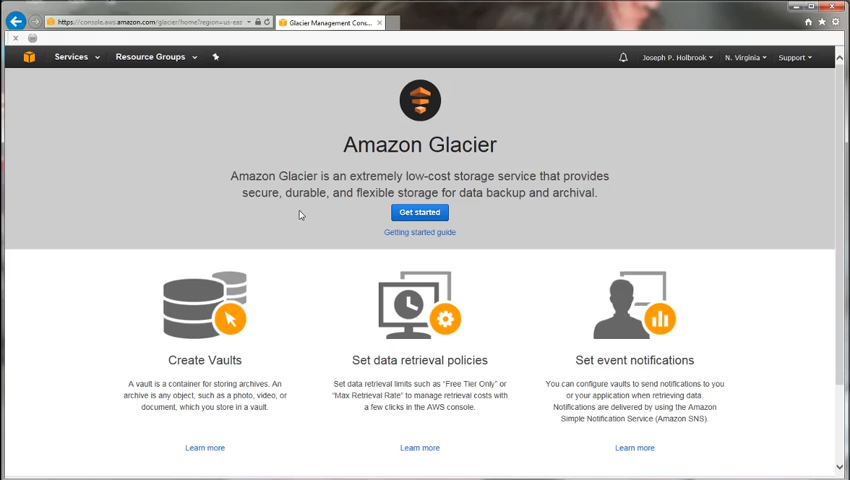 https://console.aws.amazon.com/glacier/home?region=us-eas
Glacier Management Consc...
Services
Resource Groups
Joseph P. Holbrook
N. Virginia
Support
Amazon Glacier
Amazon Glacier is an extremely low-cost storage service that provides
secure, durable, and flexible storage for data backup and archival.
Get started
Getting started guide
Create Vaults
A vault is a container for storing archives. An
archive is any object, such as a photo, video, or
document, which you store in a vault.
Learn more
Set data retrieval policies
Set data retrieval limits such as "Free Tier Only" or
"Max Retrieval Rate" to manage retrieval costs with
a few clicks in the AWS console.
Learn more
Set event notifications
You can configure vaults to send notifications to you
or your application when retrieving data.
Notifications are delivered by using the Amazon
Simple Notification Service (Amazon SNS).
Learn more